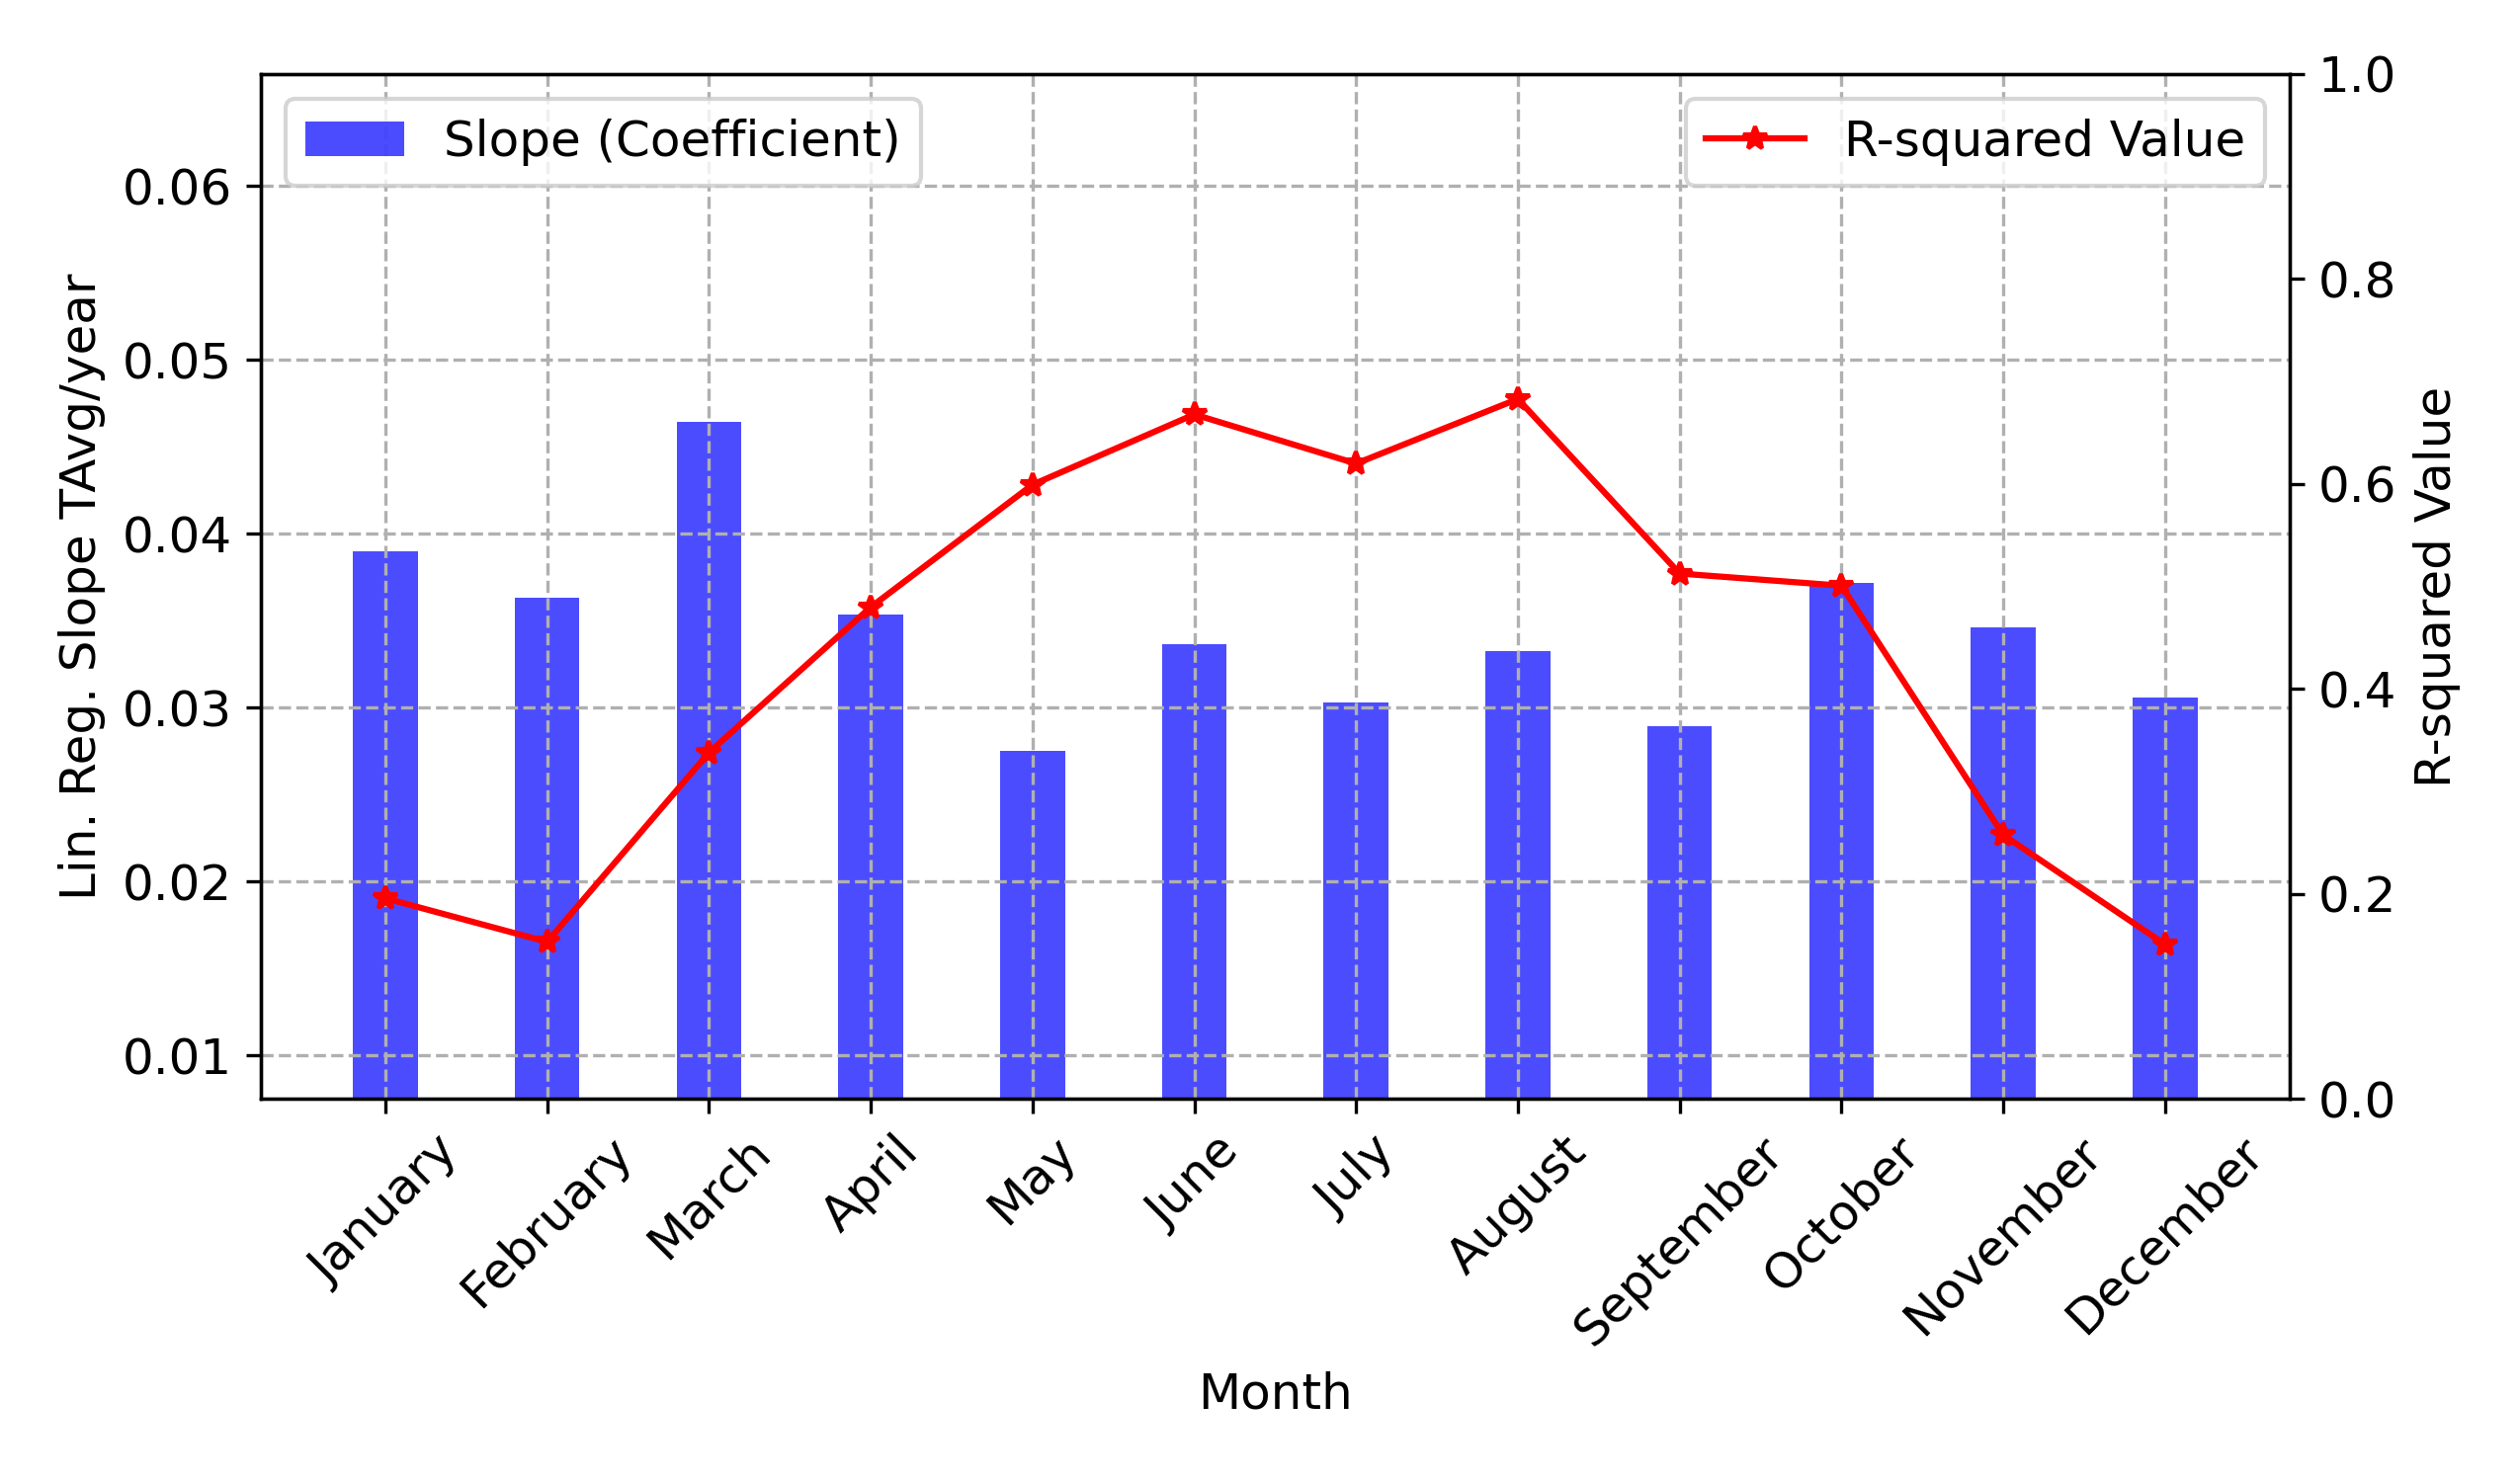 Slope (Coefficient)
R-squared Value
Lin. Reg. Slope TAvg/year
0.06
0.05
0.04
0.03
0.02
0.01
1.0
0.8
0.6
0.4
0.2
0.0
R-squared Value
January
February
March
April
May
June
July
August
September
October
November
December
Month